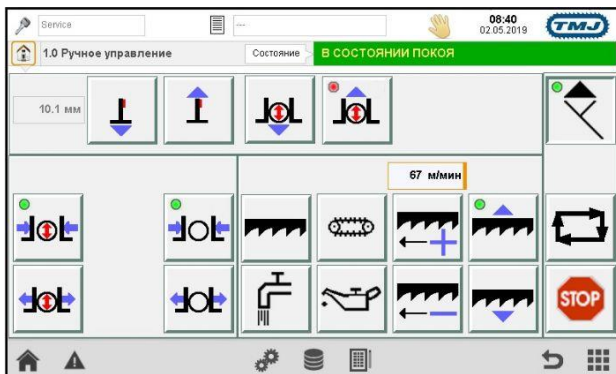 Service
---
08:40
02.05.2019
TMJ
1.0 Ручное управление
Состояние
В СОСТОЯНИИ ПОКОЯ
10.1 мм
67 м/мин
STOP